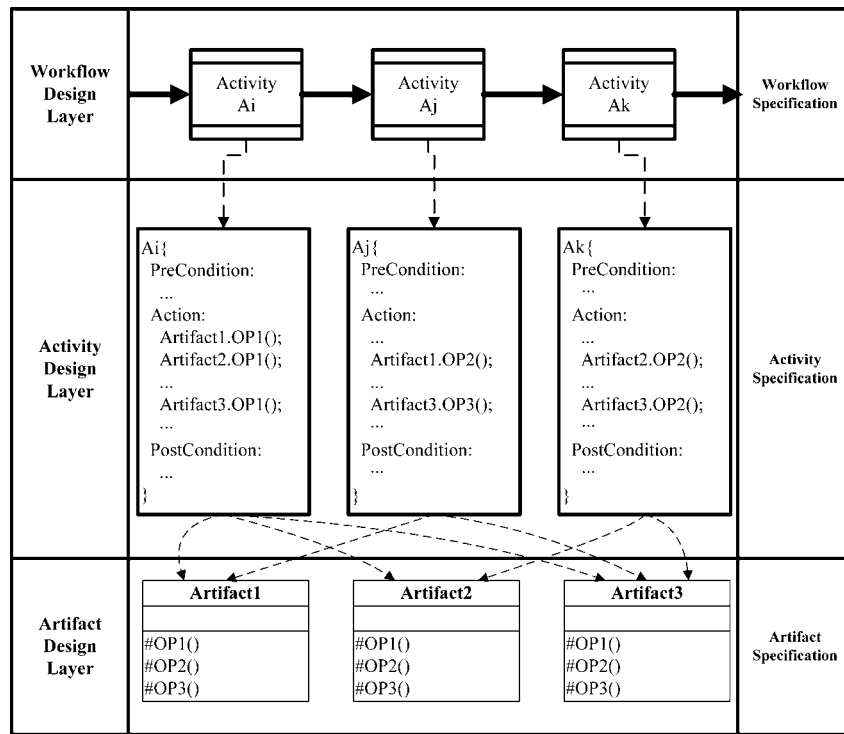 Workflow
Design
Layer
Activity
Ai
Activity
Aj
Activity
Ak
Workflow
Specification
Activity
Design
Layer
Ai{
PreCondition:
...
Action:
Artifact1.OP1();
Artifact2.OP1();
...
Artifact3.OP1();
...
PostCondition:
...
}
Aj{
PreCondition:
...
Action:
...
Artifact1.OP2();
...
Artifact3.OP3();
...
PostCondition:
...
}
Ak{
PreCondition:
...
Action:
...
Artifact2.OP2();
...
Artifact3.OP2();
...
PostCondition:
...
}
Activity
Specification
Artifact
Design
Layer
Artifact1
#OP1()
#OP2()
#OP3()
Artifact2
#OP1()
#OP2()
#OP3()
Artifact3
#OP1()
#OP2()
#OP3()
Artifact
Specification